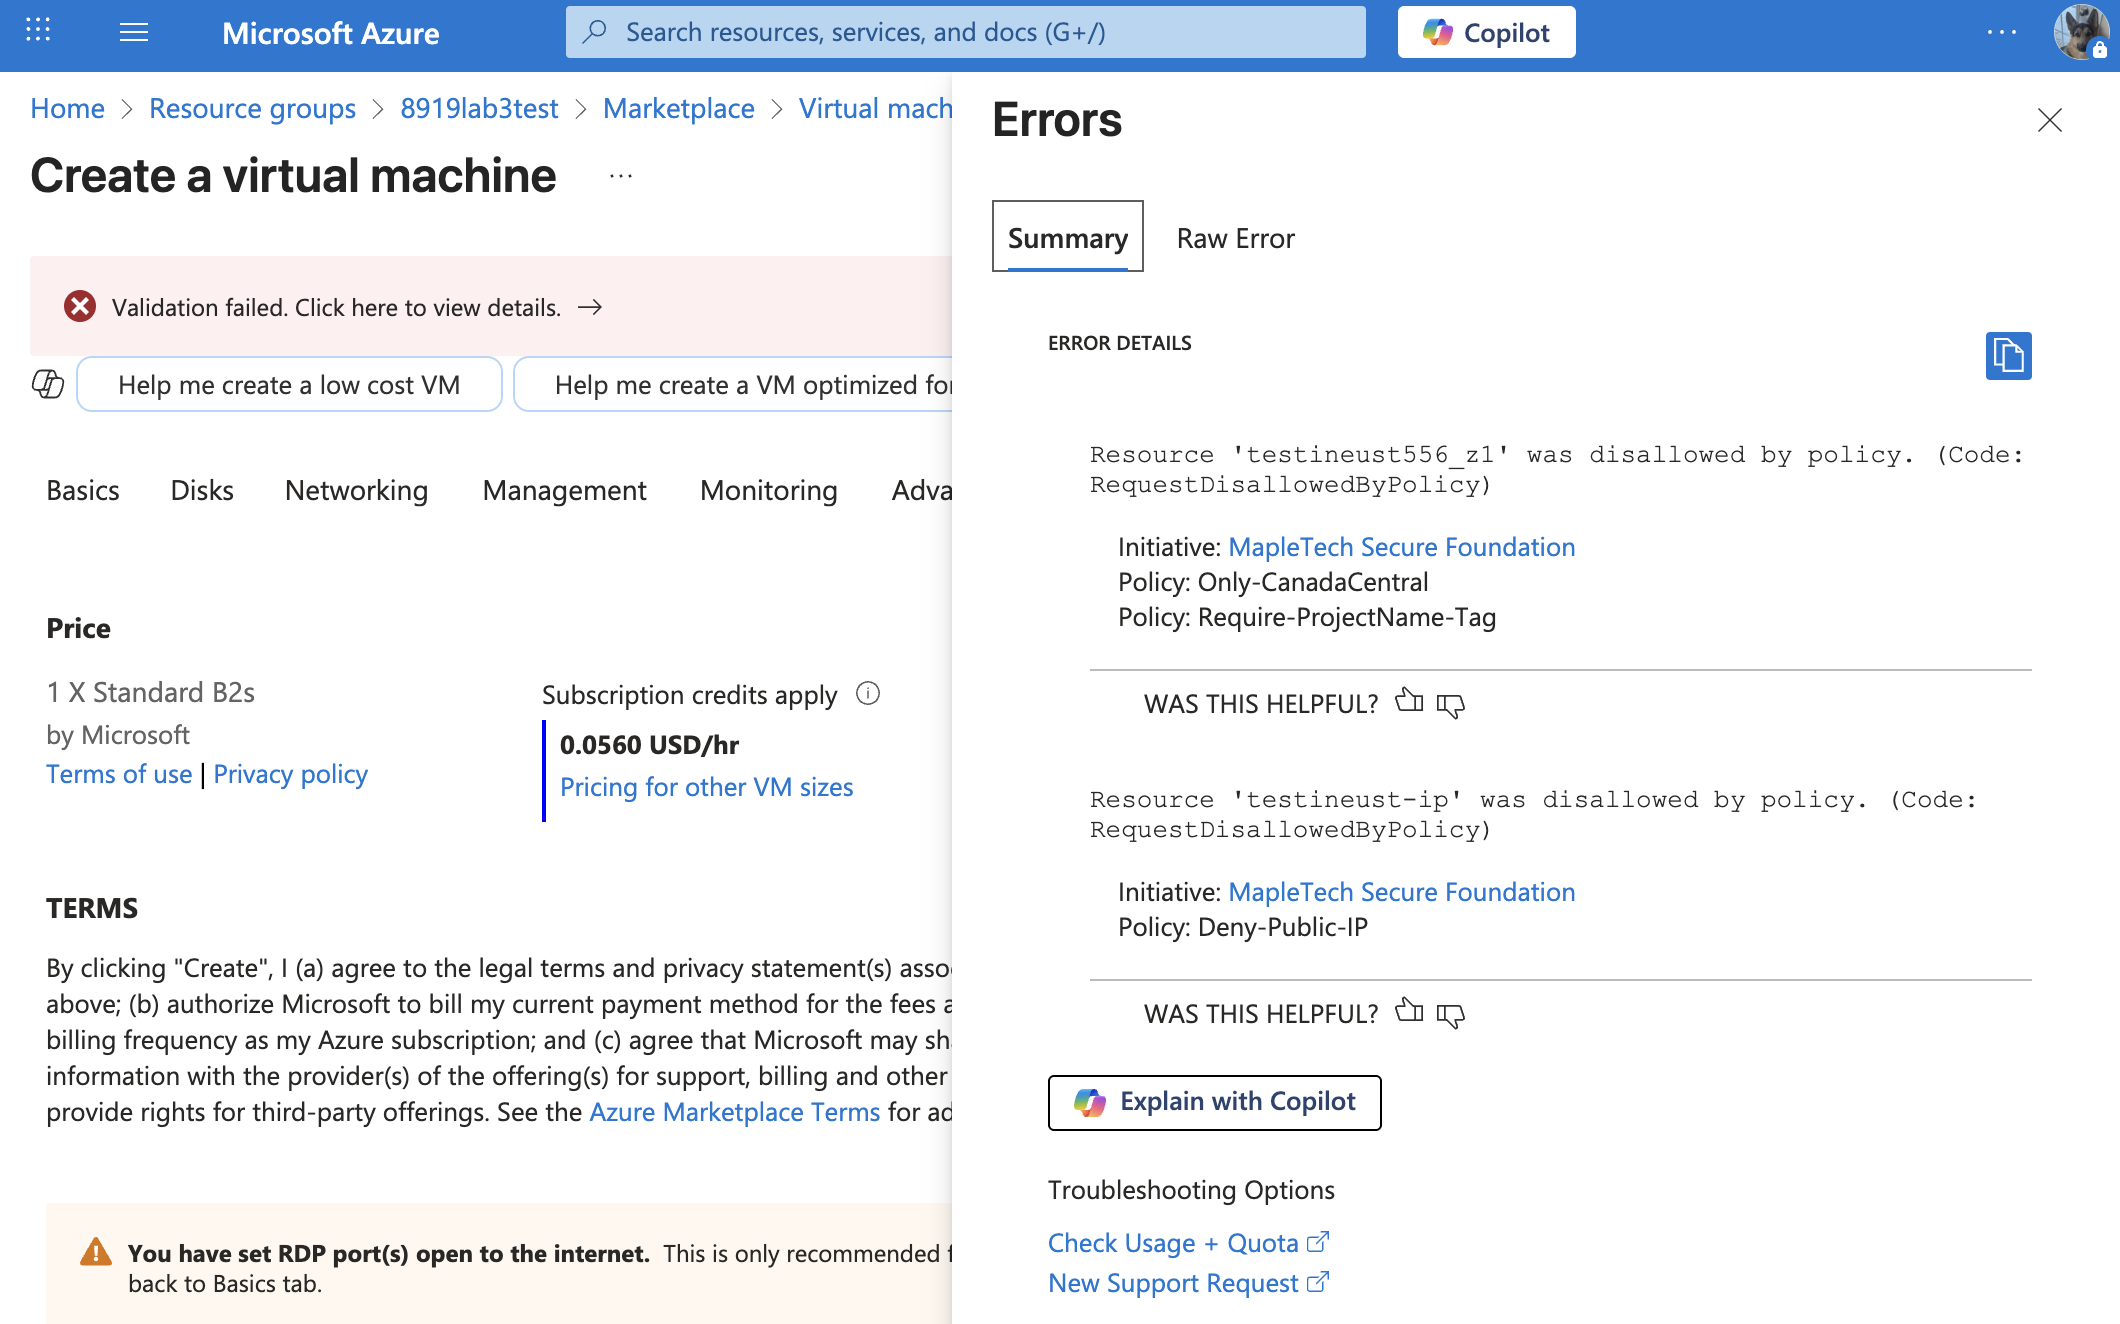 Microsoft Azure
Search resources, services, and docs (G+/)
Copilot
Home > Resource groups > 8919lab3test > Marketplace > Virtual mach
Create a virtual machine
Validation failed. Click here to view details. →
Help me create a low cost VM
Help me create a VM optimized for
Basics Disks Networking Management Monitoring Adva
Price
1 X Standard B2s
by Microsoft
Terms of use | Privacy policy
Subscription credits apply
0.0560 USD/hr
Pricing for other VM sizes
TERMS
By clicking "Create", I (a) agree to the legal terms and privacy statement(s) asso
above; (b) authorize Microsoft to bill my current payment method for the fees a
billing frequency as my Azure subscription; and (c) agree that Microsoft may sh
information with the provider(s) of the offering(s) for support, billing and other
provide rights for third-party offerings. See the Azure Marketplace Terms for ad
You have set RDP port(s) open to the internet. This is only recommended f
back to Basics tab.
Errors
Summary
Raw Error
ERROR DETAILS
Resource 'testineust556_z1' was disallowed by policy. (Code:
RequestDisallowedByPolicy)
Initiative: MapleTech Secure Foundation
Policy: Only-CanadaCentral
Policy: Require-ProjectName-Tag
WAS THIS HELPFUL?
Resource 'testineust-ip' was disallowed by policy. (Code:
RequestDisallowedByPolicy)
Initiative: MapleTech Secure Foundation
Policy: Deny-Public-IP
WAS THIS HELPFUL?
Explain with Copilot
Troubleshooting Options
Check Usage + Quota
New Support Request